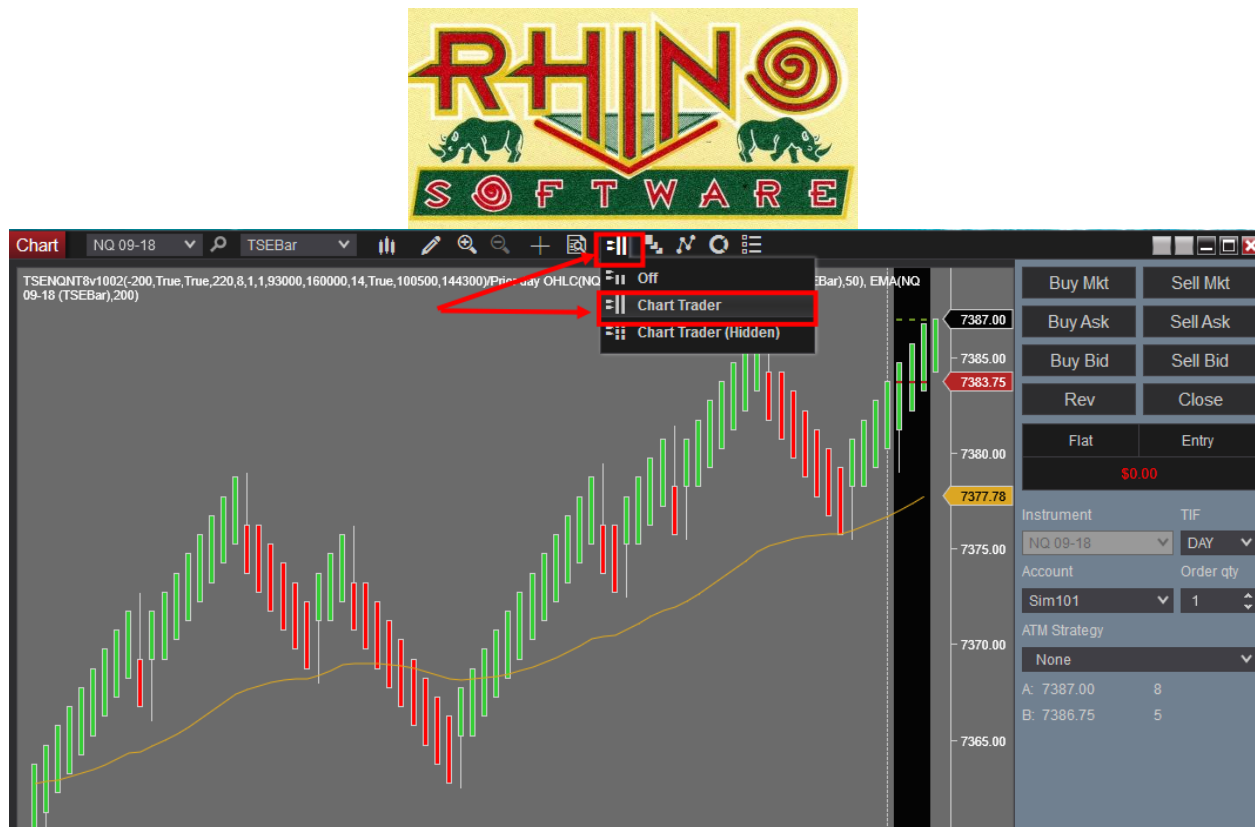 RHINO
SOFTWARE
Chart NQ 09-18 TSEBar
Off
Chart Trader
Chart Trader (Hidden)
TSENQNT8v1002(-200,True,True,220,8,1,1,93000,160000,14,True,100500,144300)/Prior day OHLC(NQ EBar),50), EMA(NQ
09-18 (TSEBar),200)
7387.00
7385.00
7383.75
7380.00
7377.78
7375.00
7370.00
7365.00
Buy Mkt Sell Mkt
Buy Ask Sell Ask
Buy Bid Sell Bid
Rev Close
Flat Entry
$0.00
Instrument TIF
NQ 09-18 DAY
Account Order qty
Sim101 1
ATM Strategy
None
A: 7387.00 8
B: 7386.75 5